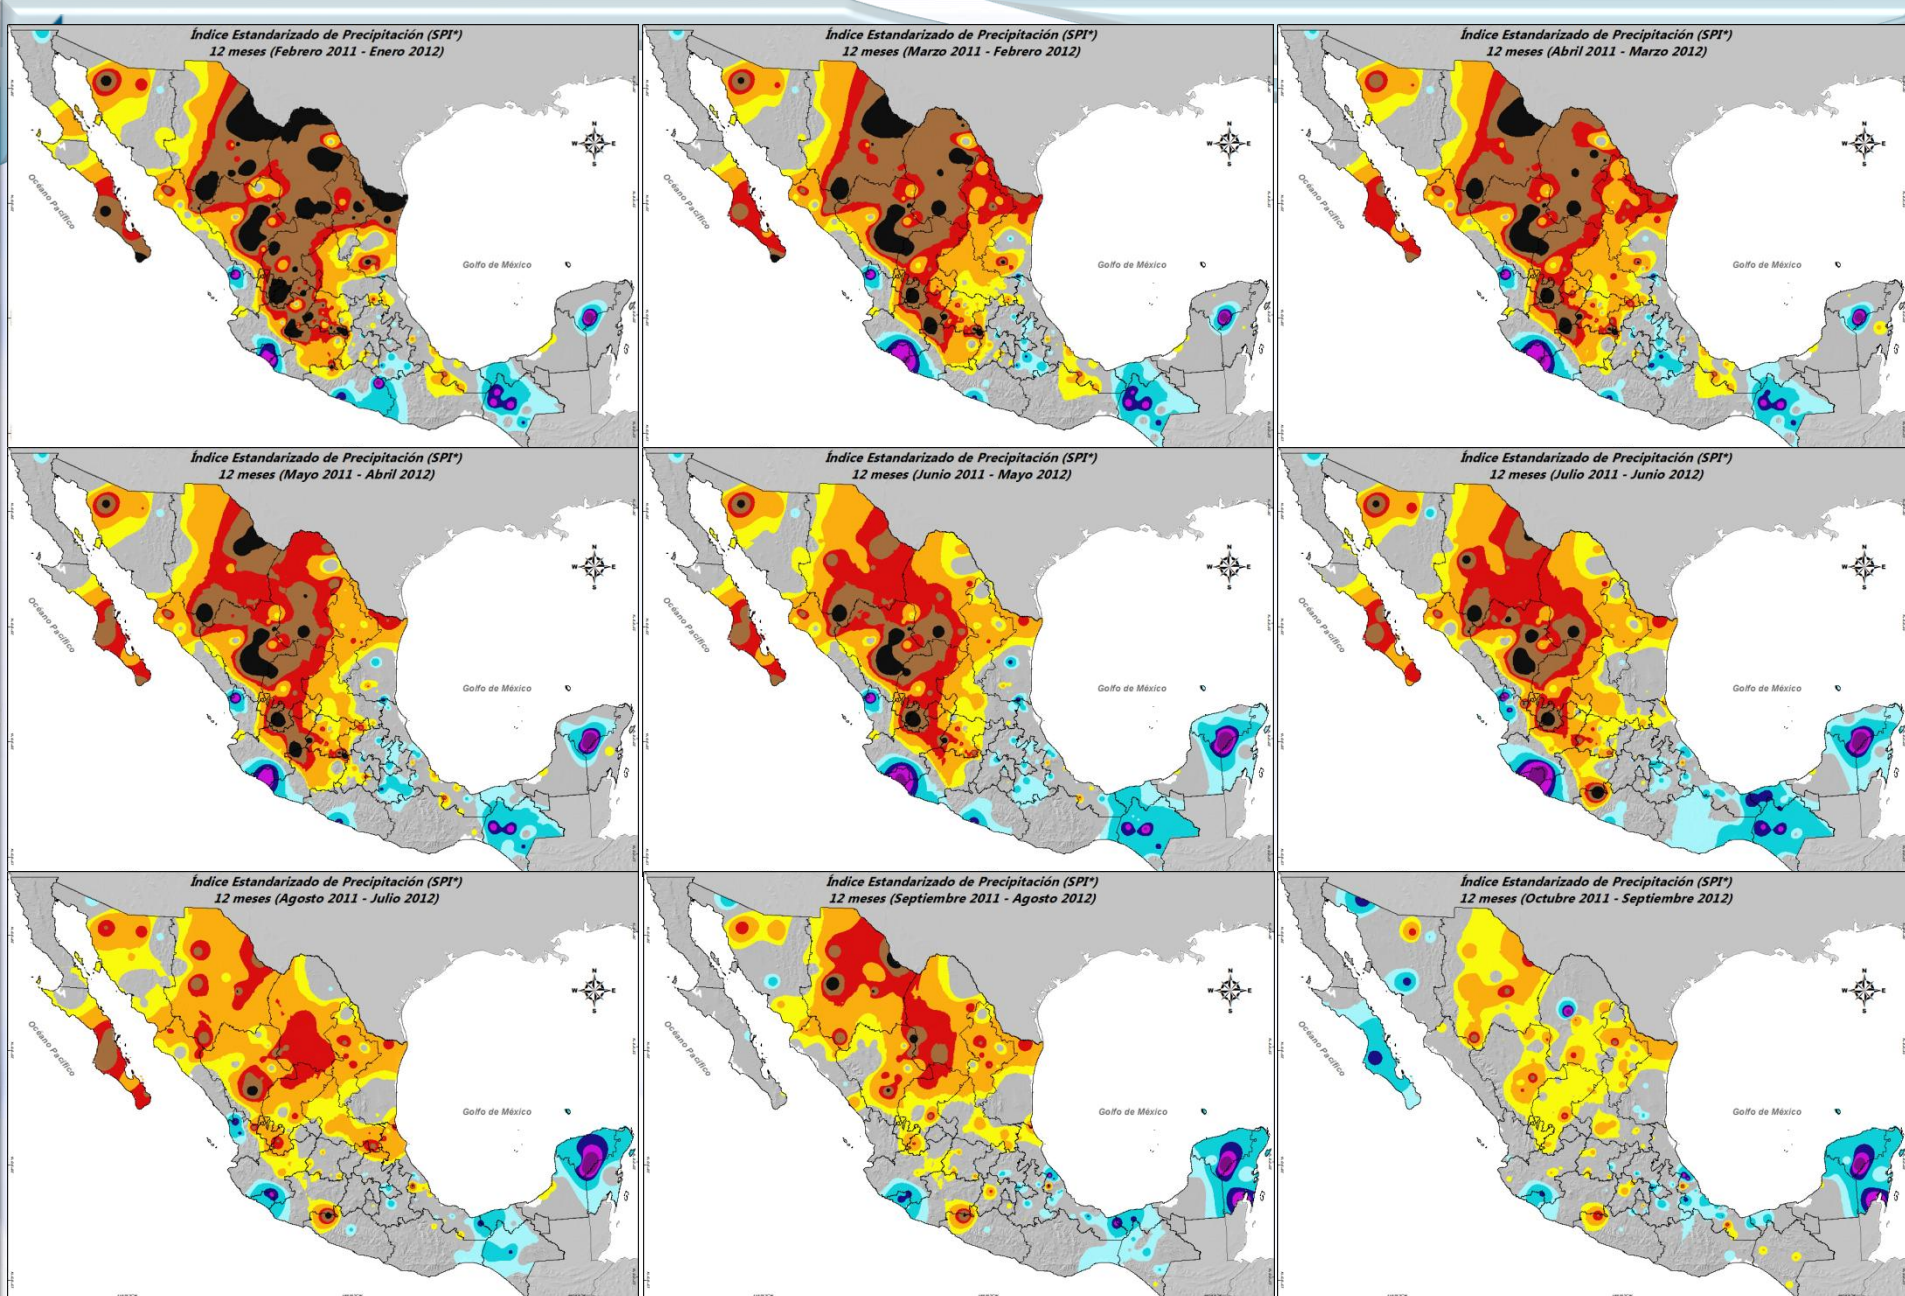 Índice Estandarizado de Precipitación (SPI*)
12 meses (Febrero 2011 - Enero 2012)
N
W E
S
Océano Pacífico
Golfo de México
Índice Estandarizado de Precipitación (SPI*)
12 meses (Marzo 2011 - Febrero 2012)
N
W E
S
Océano Pacífico
Golfo de México
Índice Estandarizado de Precipitación (SPI*)
12 meses (Abril 2011 - Marzo 2012)
N
W E
S
Océano Pacífico
Golfo de México
Índice Estandarizado de Precipitación (SPI*)
12 meses (Mayo 2011 - Abril 2012)
N
W E
S
Océano Pacífico
Golfo de México
Índice Estandarizado de Precipitación (SPI*)
12 meses (Junio 2011 - Mayo 2012)
N
W E
S
Océano Pacífico
Golfo de México
Índice Estandarizado de Precipitación (SPI*)
12 meses (Julio 2011 - Junio 2012)
N
W E
S
Océano Pacífico
Golfo de México
Índice Estandarizado de Precipitación (SPI*)
12 meses (Agosto 2011 - Julio 2012)
N
W E
S
Océano Pacífico
Golfo de México
Índice Estandarizado de Precipitación (SPI*)
12 meses (Septiembre 2011 - Agosto 2012)
N
W E
S
Océano Pacífico
Golfo de México
Índice Estandarizado de Precipitación (SPI*)
12 meses (Octubre 2011 - Septiembre 2012)
N
W E
S
Océano Pacífico
Golfo de México